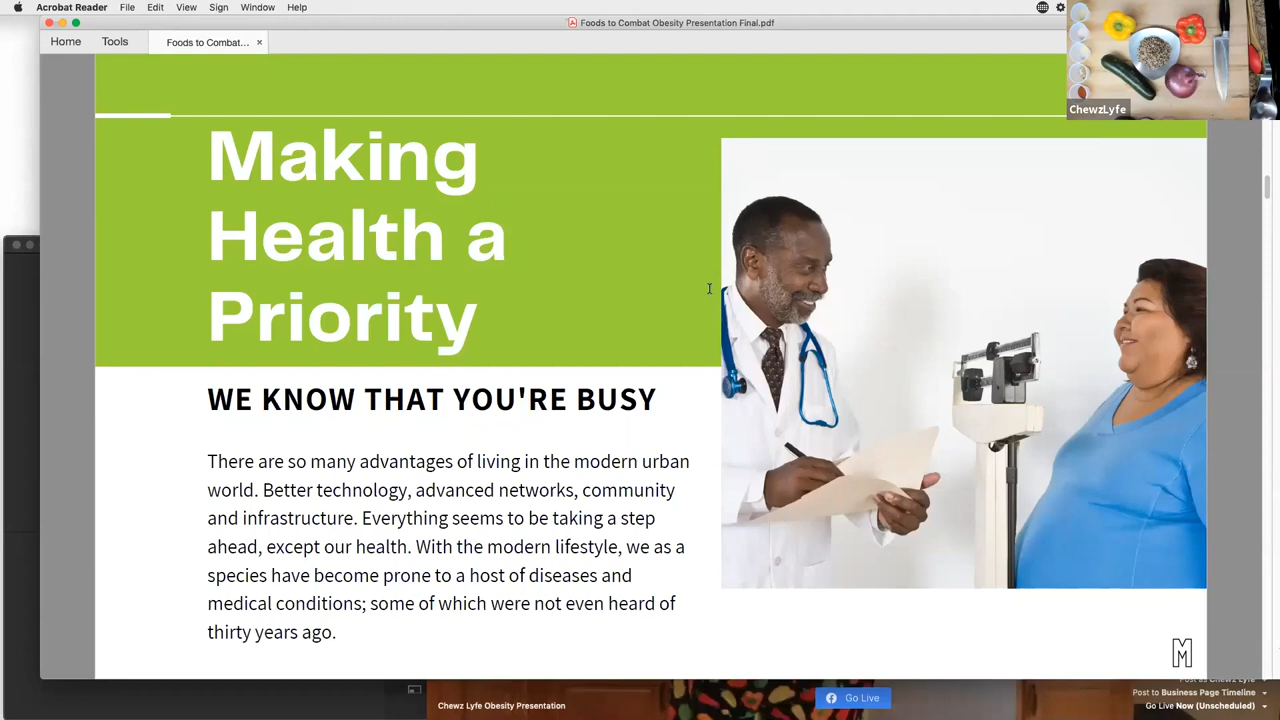 Acrobat Reader File Edit View Sign Window Help
Foods to Combat Obesity Presentation Final.pdf
Home Tools Foods to Combat... ×
ChewzLyfe
Making
Health a
Priority
WE KNOW THAT YOU'RE BUSY
There are so many advantages of living in the modern urban
world. Better technology, advanced networks, community
and infrastructure. Everything seems to be taking a step
ahead, except our health. With the modern lifestyle, we as a
species have become prone to a host of diseases and
medical conditions; some of which were not even heard of
thirty years ago.
M
Post as Chewz Lyfe
Post to Business Page Timeline
Chewz Lyfe Obesity Presentation
Go Live
Go Live Now (Unscheduled)